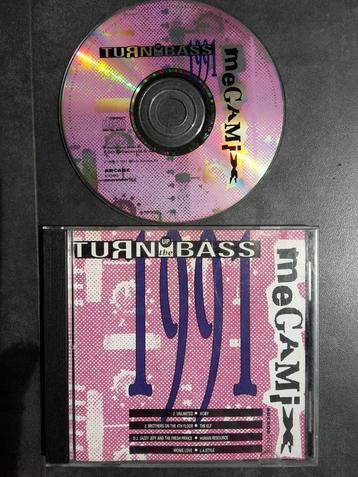 TURN UP the BASS
1991
meGAMix
ARCADE
TURN UP the BASS
1991
meGAMix
2 UNLIMITED ■ MOBY
2 BROTHERS ON THE 4TH FLOOR ■ THE KLF
D.J. JAZZY JEFF AND THE FRESH PRINCE ■ HUMAN RESOURCE
MONIE LOVE ■ L.A. STYLE